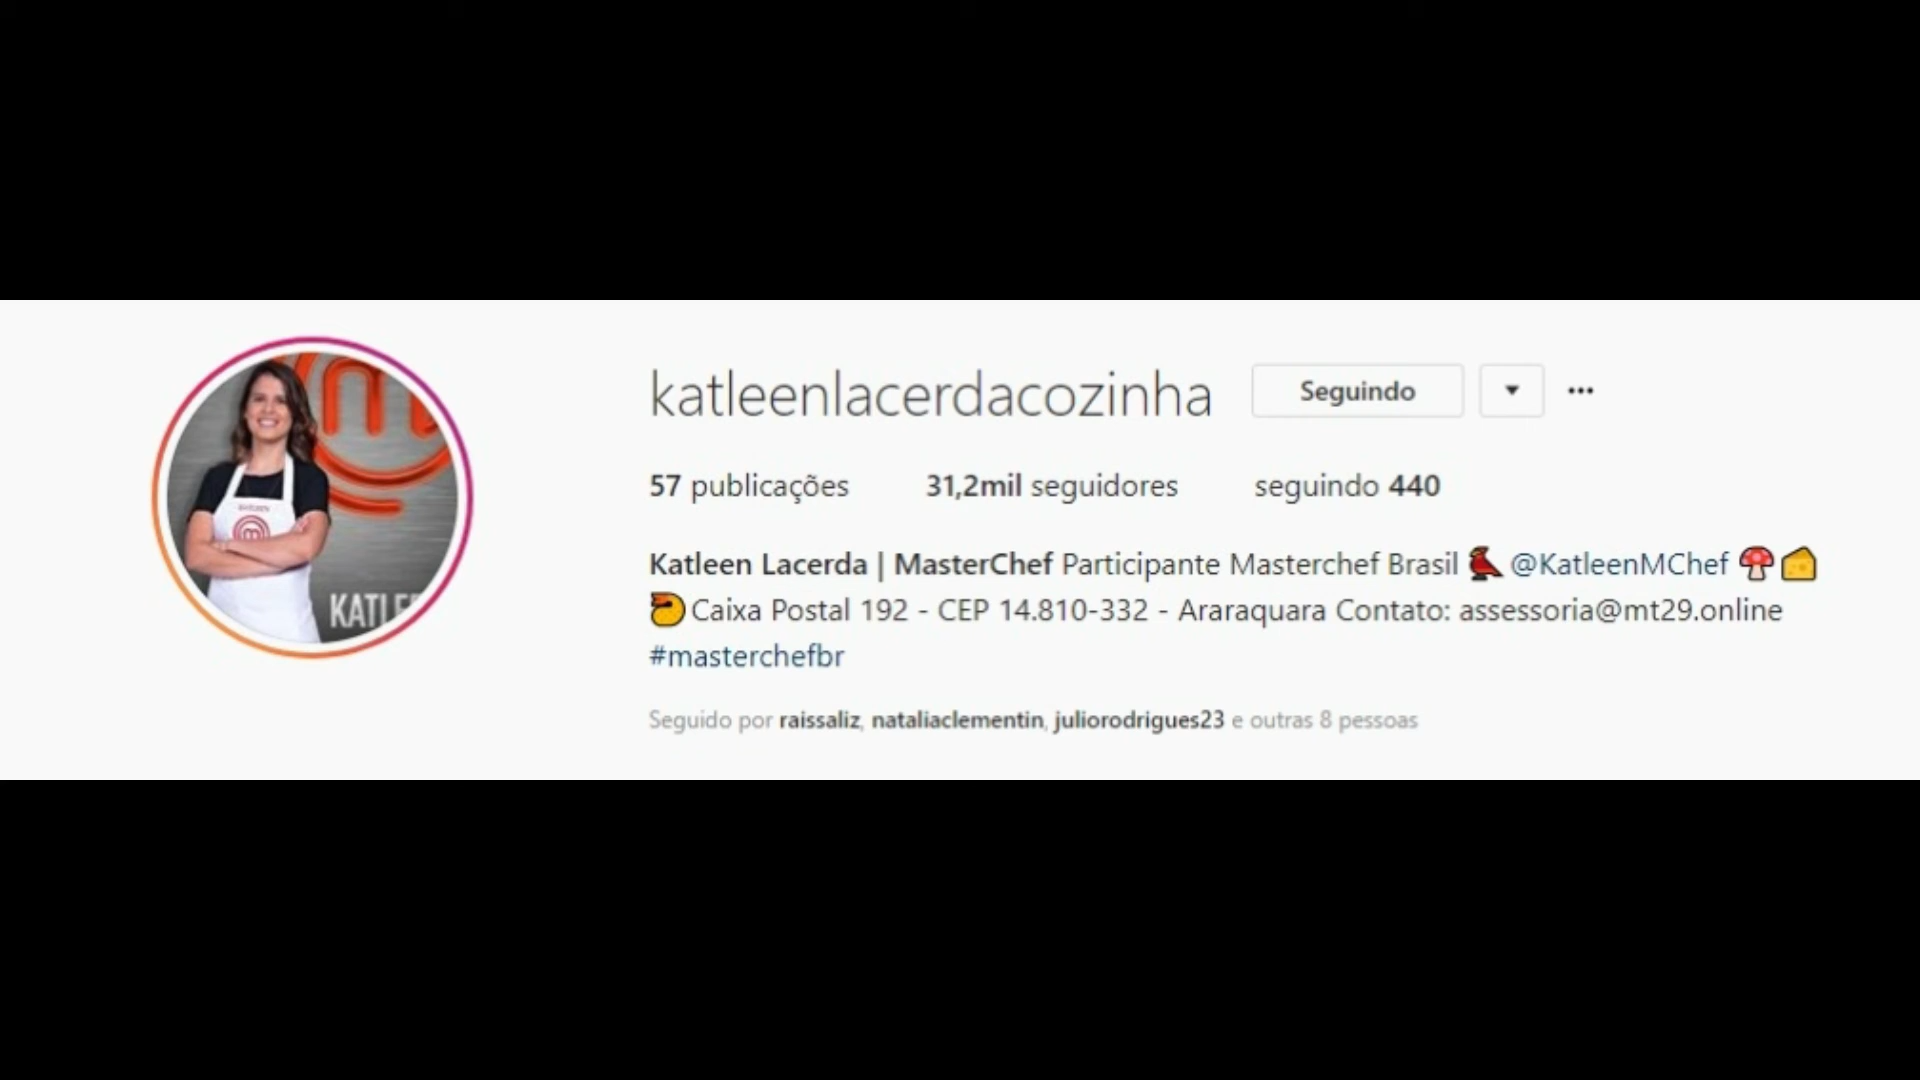 katleenlacerdacozinha Seguindo
57 publicações 31,2mil seguidores seguindo 440
Katleen Lacerda | MasterChef Participante Masterchef Brasil @KatleenMChef
Caixa Postal 192 - CEP 14.810-332 - Araraquara Contato: assessoria@mt29.online
#masterchefbr
Seguido por raissaliz, nataliaclementin, juliorodrigues23 e outras 8 pessoas